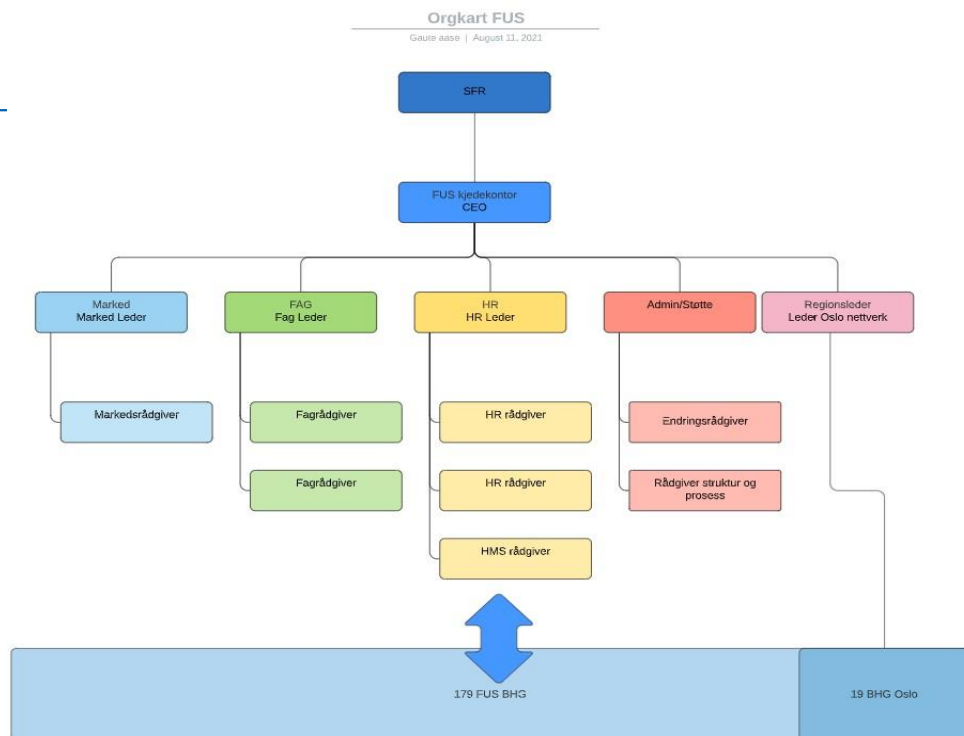 Orgkart FUS
Gaute aase | August 11, 2021
SFR
FUS kjedekontor
CEO
Marked
Marked Leder
FAG
Fag Leder
HR
HR Leder
Admin/Støtte
Regionsleder
Leder Oslo nettverk
Markedsrådgiver
Fagrådgiver
HR rådgiver
Endringsrådgiver
Fagrådgiver
HR rådgiver
Rådgiver struktur og
prosess
HMS rådgiver
179 FUS BHG
19 BHG Oslo